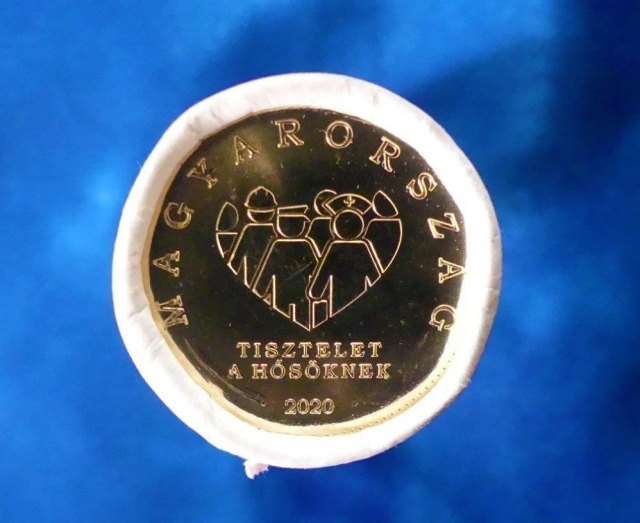 MAGYARORSZÁG
TISZTELET
A HŐSÖKNEK
2020